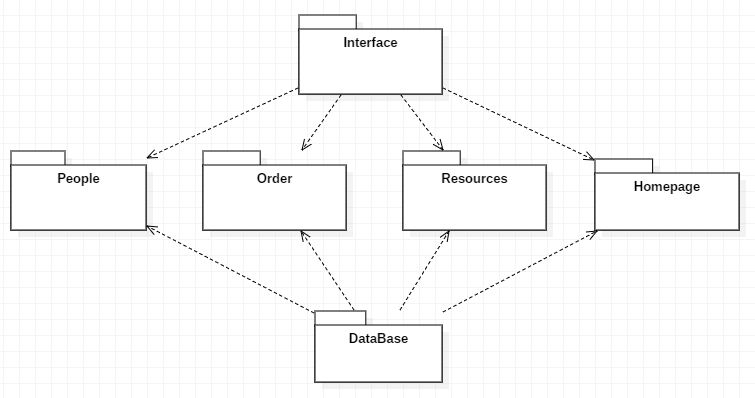 Interface
People
Order
Resources
Homepage
DataBase